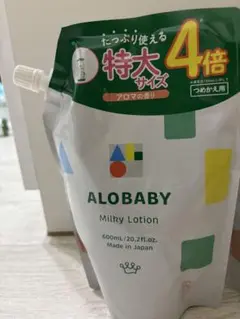 たっぷり使える
特大
サイズ
4倍
つめかえ用
アロマの香り
ALOBABY
Milky Lotion
600mL/20.2fl.oz.
Made in Japan